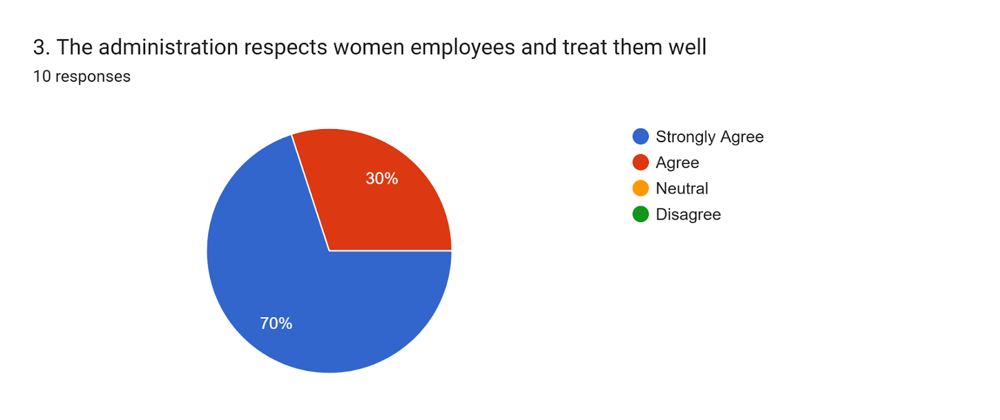 3. The administration respects women employees and treat them well
10 responses
Strongly Agree
Agree
Neutral
Disagree
30%
70%